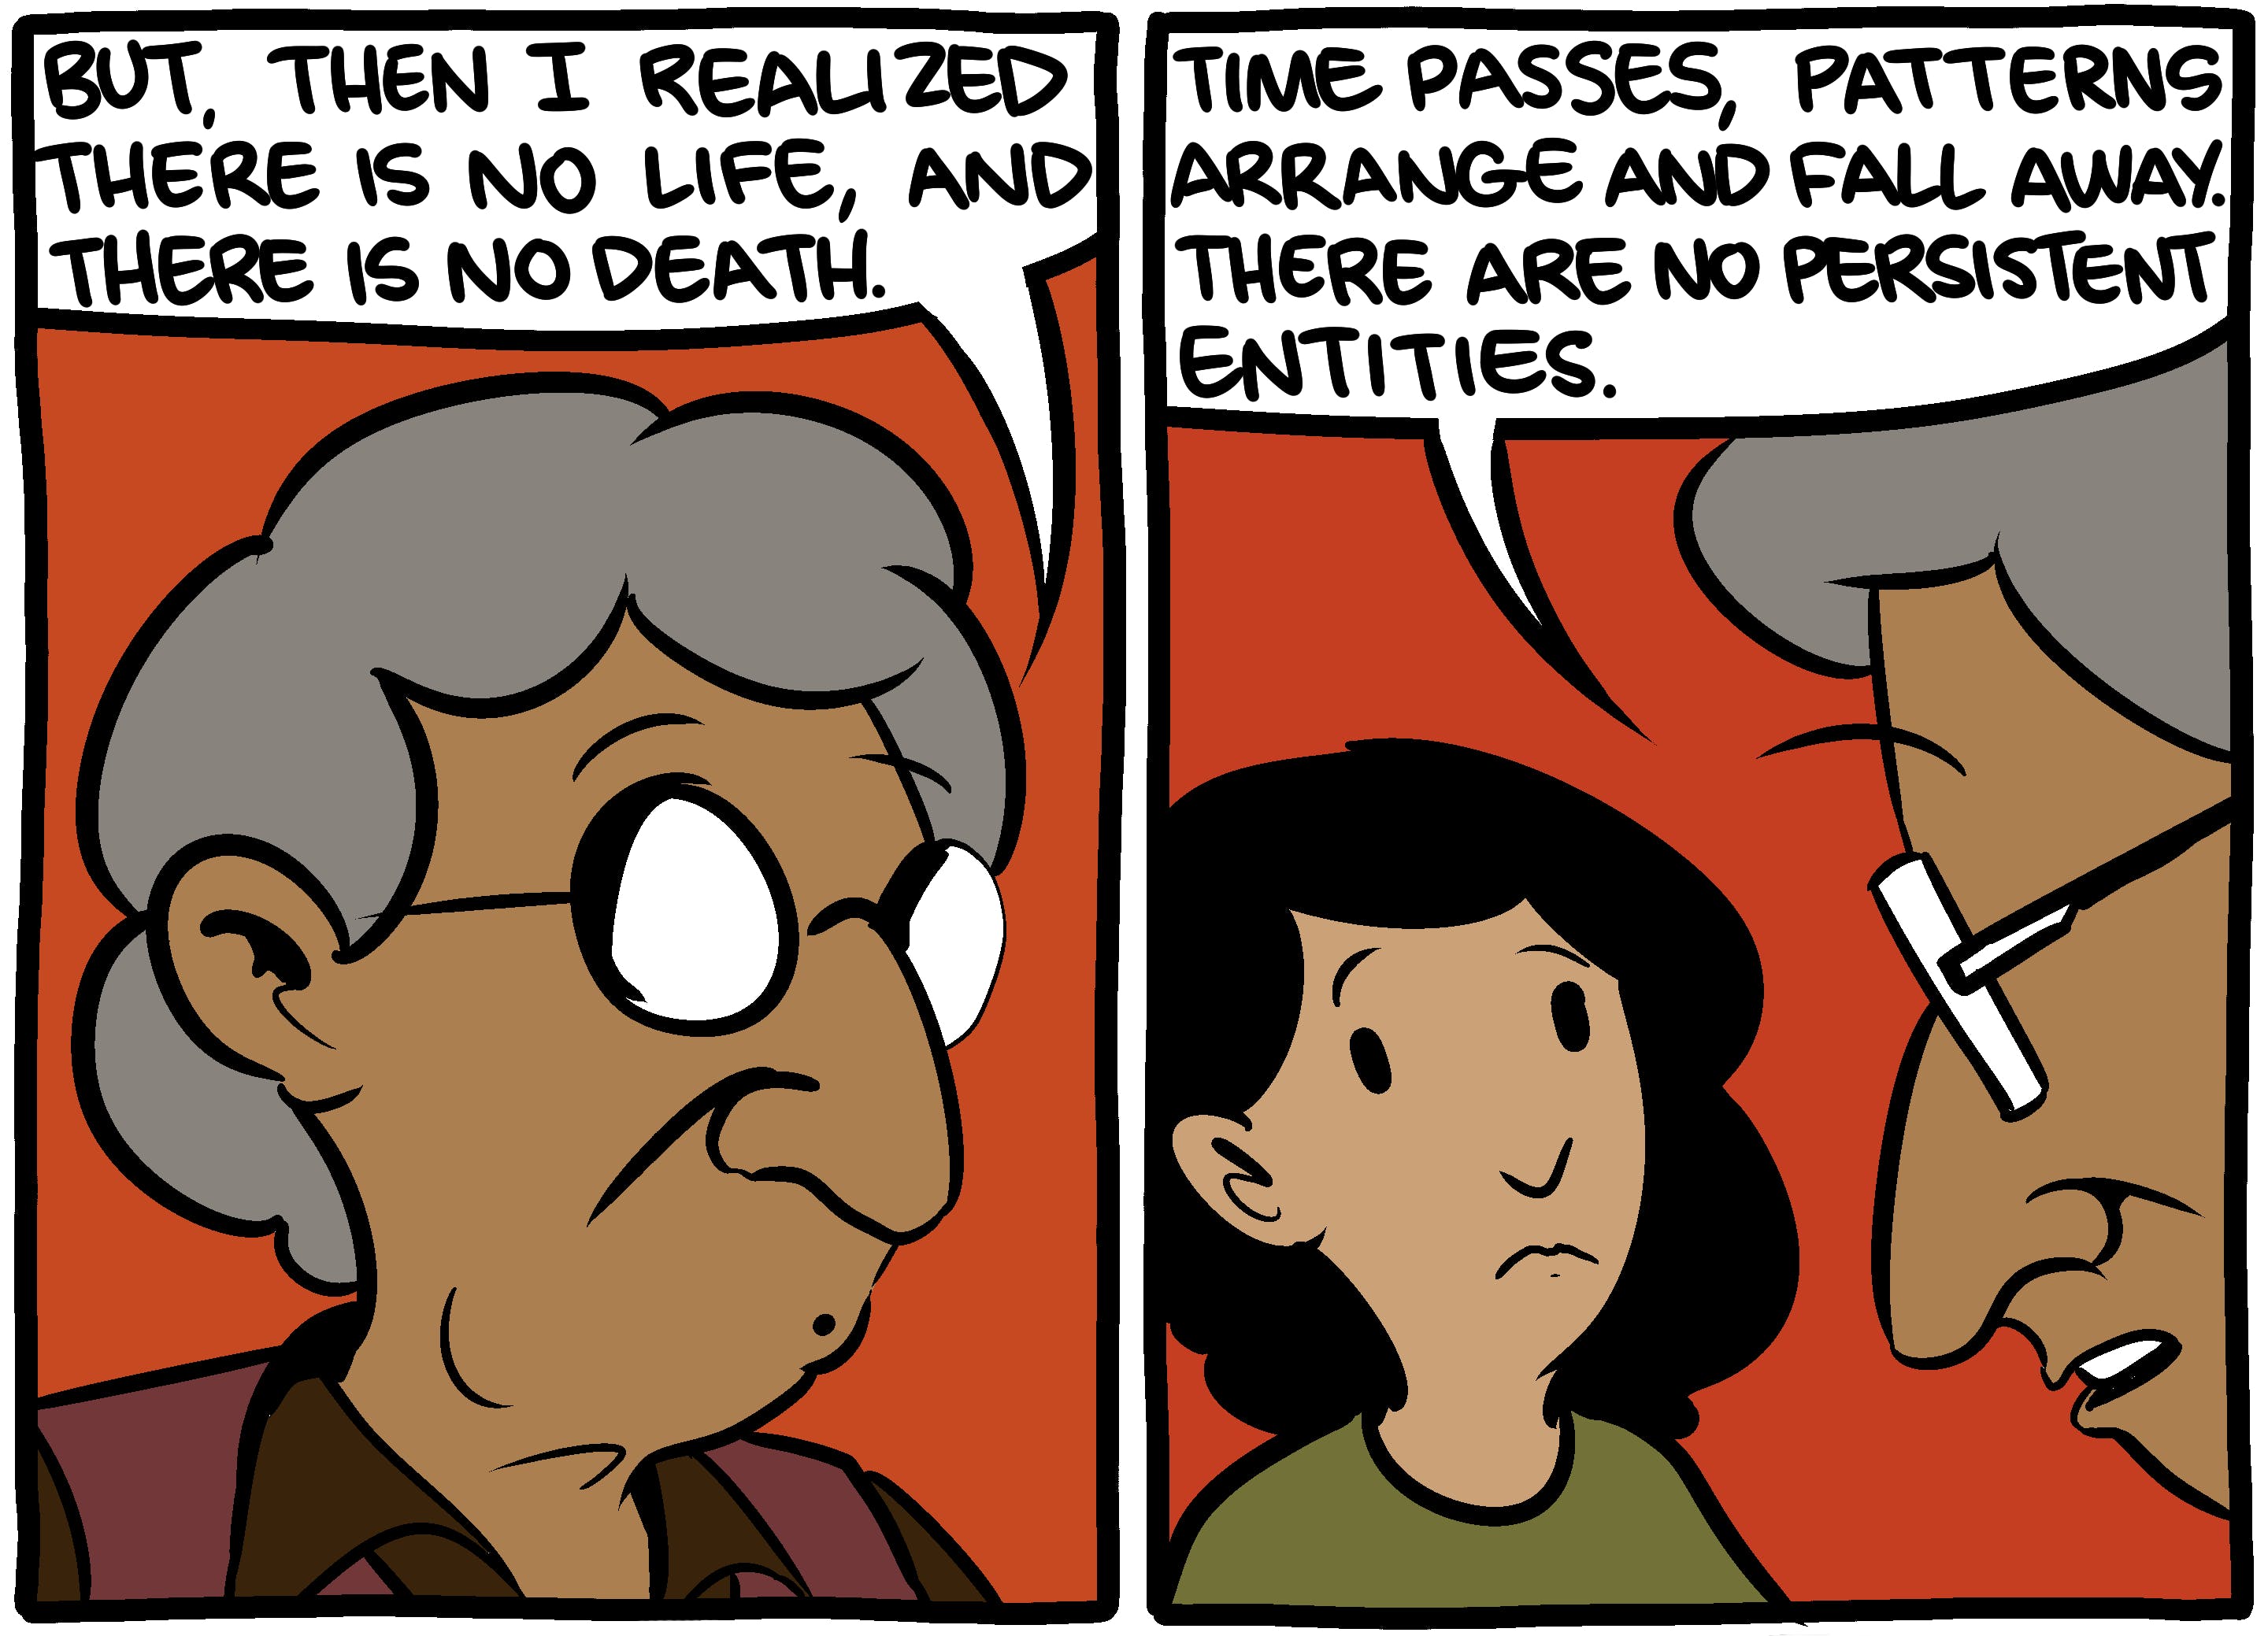 BUT, THEN I REALIZED
THERE IS NO LIFE, AND
THERE IS NO DEATH.
TIME PASSES, PATTERNS
ARRANGE AND FALL AWAY.
THERE ARE NO PERSISTENT
ENTITIES.